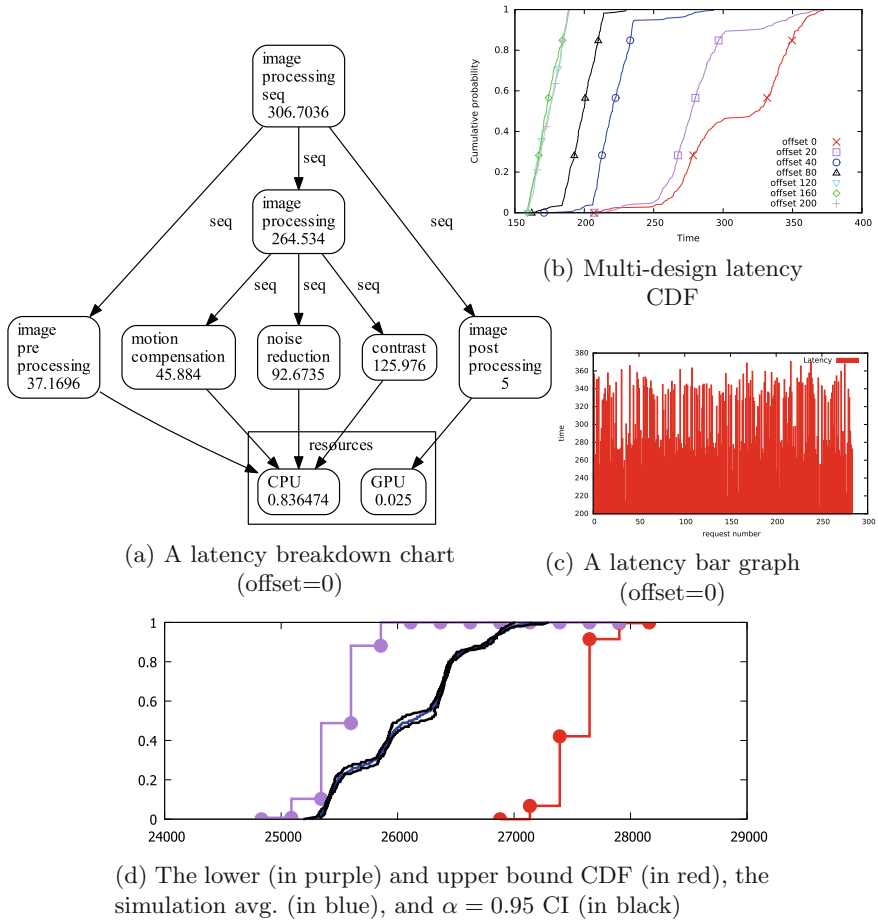 image
processing
seq
306.7036
seq
image
processing
264.534
seq
seq
seq
seq
seq
image
pre
processing
37.1696
motion
compensation
45.884
noise
reduction
92.6735
contrast
125.976
image
post
processing
5
resources
CPU
0.836474
GPU
0.025
(a) A latency breakdown chart
(offset=0)
Cumulative probability
1
0.8
0.6
0.4
0.2
0
150 200 250 300 350 400
Time
offset 0
offset 20
offset 40
offset 80
offset 120
offset 160
offset 200
(b) Multi-design latency
CDF
time
380
360
340
320
300
280
260
240
220
200
0 50 100 150 200 250 300
request number
Latency
(c) A latency bar graph
(offset=0)
1
0.8
0.6
0.4
0.2
0
24000 25000 26000 27000 28000 29000
(d) The lower (in purple) and upper bound CDF (in red), the
simulation avg. (in blue), and α = 0.95 CI (in black)